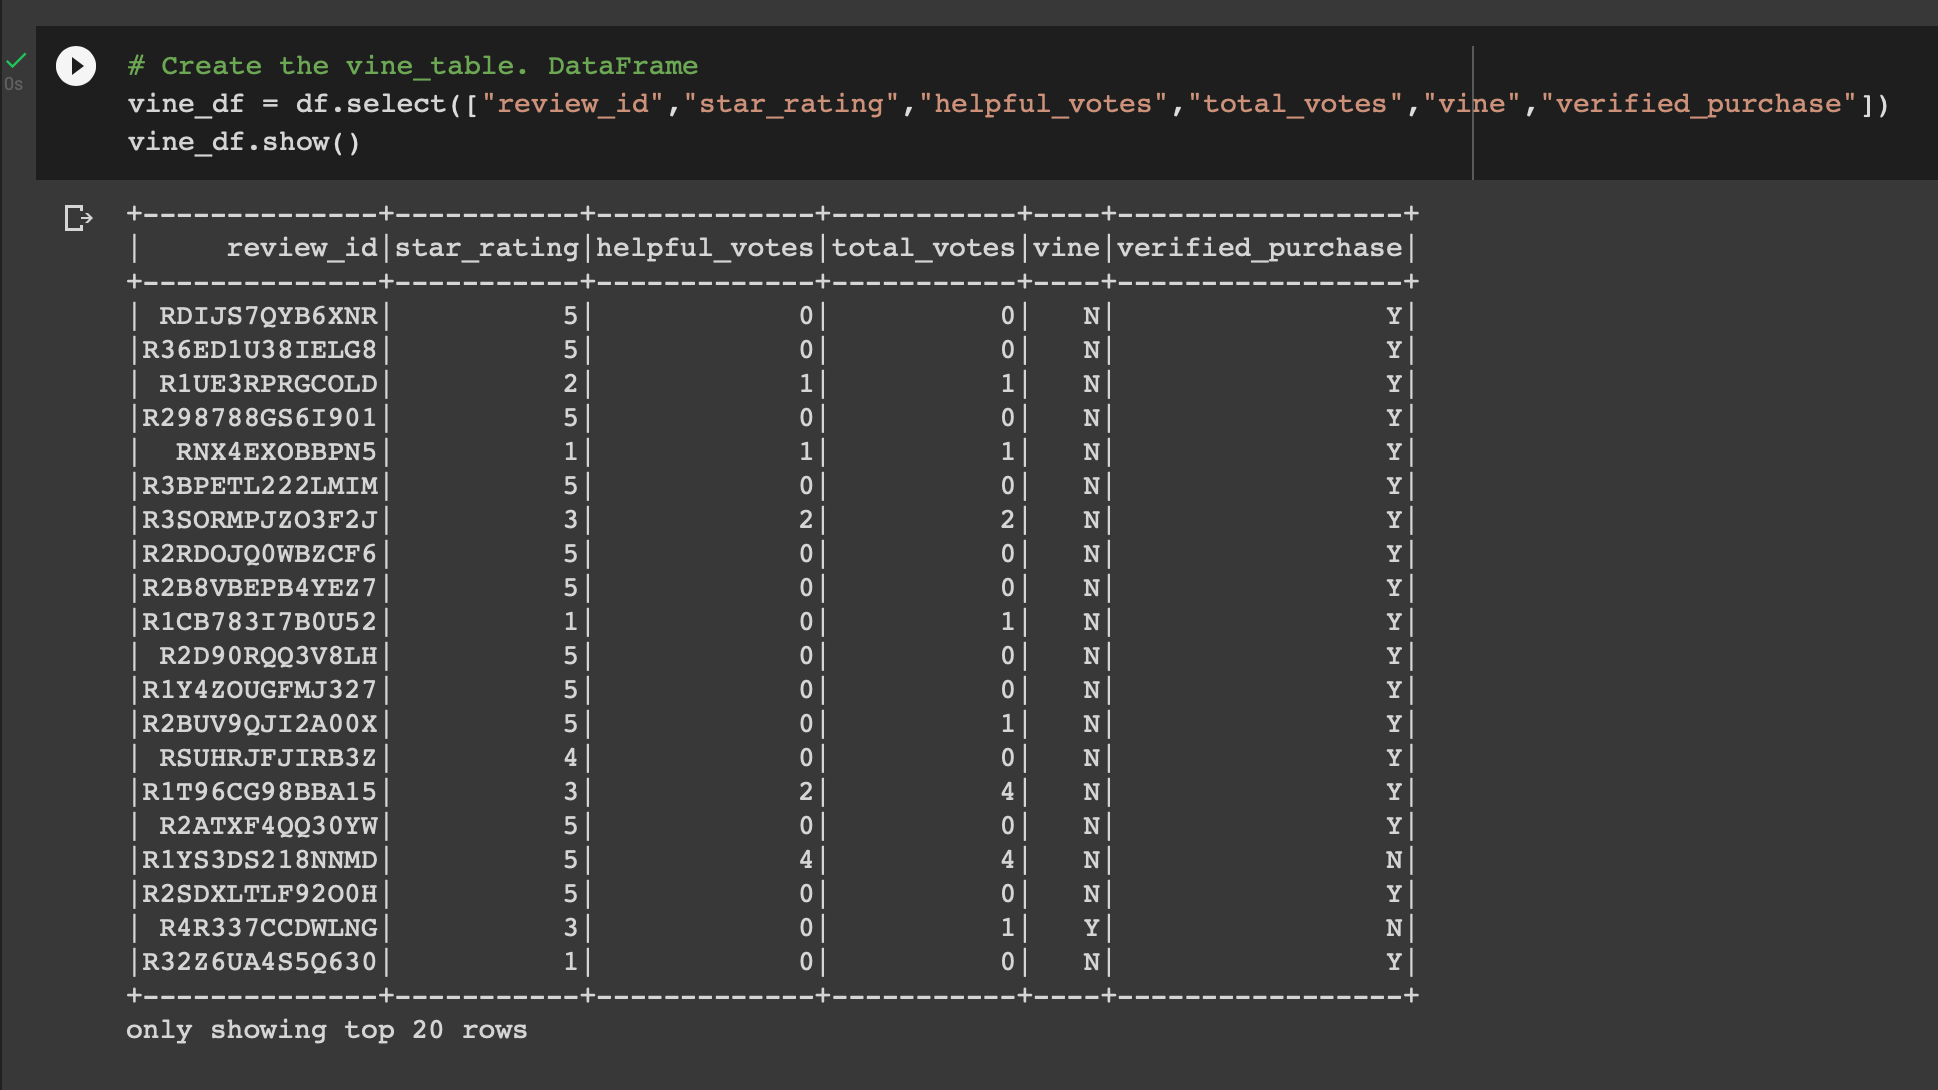 # Create the vine_table. DataFrame
0s
vine_df = df.select(["review_id","star_rating","helpful_votes","total_votes","vine","verified_purchase"])
vine_df.show()
+--------------+-----------+-------------+-----------+----+-----------------+
|     review_id|star_rating|helpful_votes|total_votes|vine|verified_purchase|
+--------------+-----------+-------------+-----------+----+-----------------+
| RDIJS7QYB6XNR|          5|            0|          0|   N|                Y|
|R36ED1U38IELG8|          5|            0|          0|   N|                Y|
| R1UE3RPRGCOLD|          2|            1|          1|   N|                Y|
|R298788GS6I901|          5|            0|          0|   N|                Y|
|  RNX4EXOBBPN5|          1|            1|          1|   N|                Y|
|R3BPETL222LMIM|          5|            0|          0|   N|                Y|
|R3SORMPJZO3F2J|          3|            2|          2|   N|                Y|
|R2RDOJQ0WBZCF6|          5|            0|          0|   N|                Y|
|R2B8VBEPB4YEZ7|          5|            0|          0|   N|                Y|
|R1CB783I7B0U52|          1|            0|          1|   N|                Y|
| R2D90RQQ3V8LH|          5|            0|          0|   N|                Y|
|R1Y4ZOUGFMJ327|          5|            0|          0|   N|                Y|
|R2BUV9QJI2A00X|          5|            0|          1|   N|                Y|
| RSUHRJFJIRB3Z|          4|            0|          0|   N|                Y|
|R1T96CG98BBA15|          3|            2|          4|   N|                Y|
| R2ATXF4QQ30YW|          5|            0|          0|   N|                Y|
|R1YS3DS218NNMD|          5|            4|          4|   N|                N|
|R2SDXLTLF92O0H|          5|            0|          0|   N|                Y|
| R4R337CCDWLNG|          3|            0|          1|   Y|                N|
|R32Z6UA4S5Q630|          1|            0|          0|   N|                Y|
+--------------+-----------+-------------+-----------+----+-----------------+
only showing top 20 rows